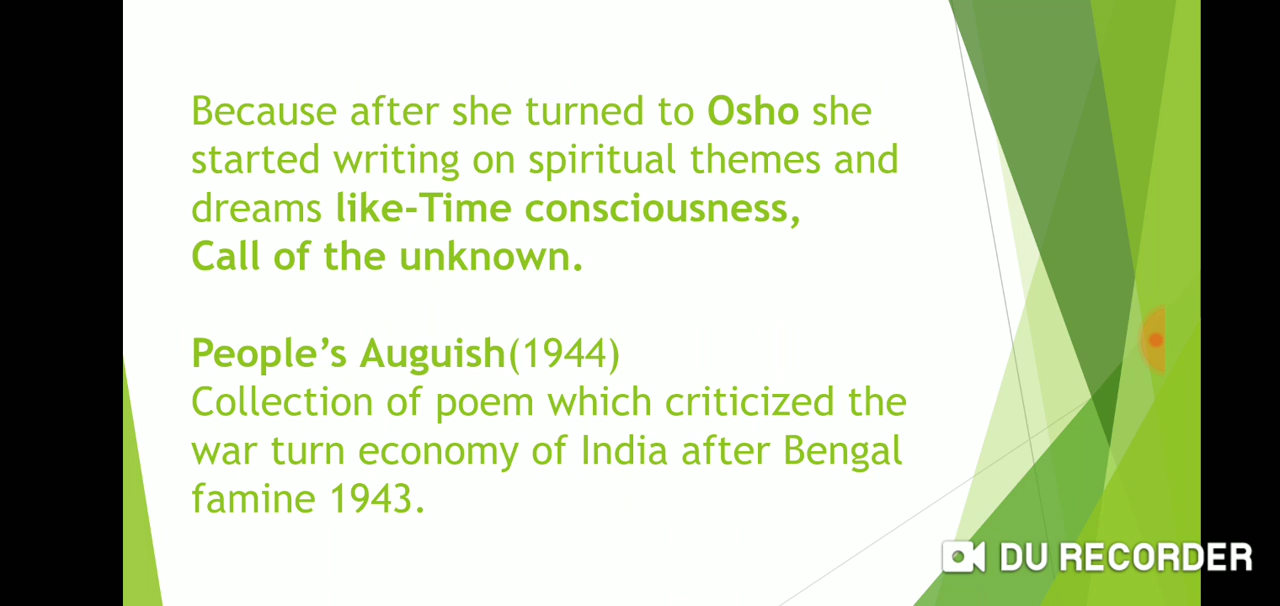 Because after she turned to Osho she
started writing on spiritual themes and
dreams like-Time consciousness,
Call of the unknown.
People’s Auguish(1944)
Collection of poem which criticized the
war turn economy of India after Bengal
famine 1943.
DU RECORDER